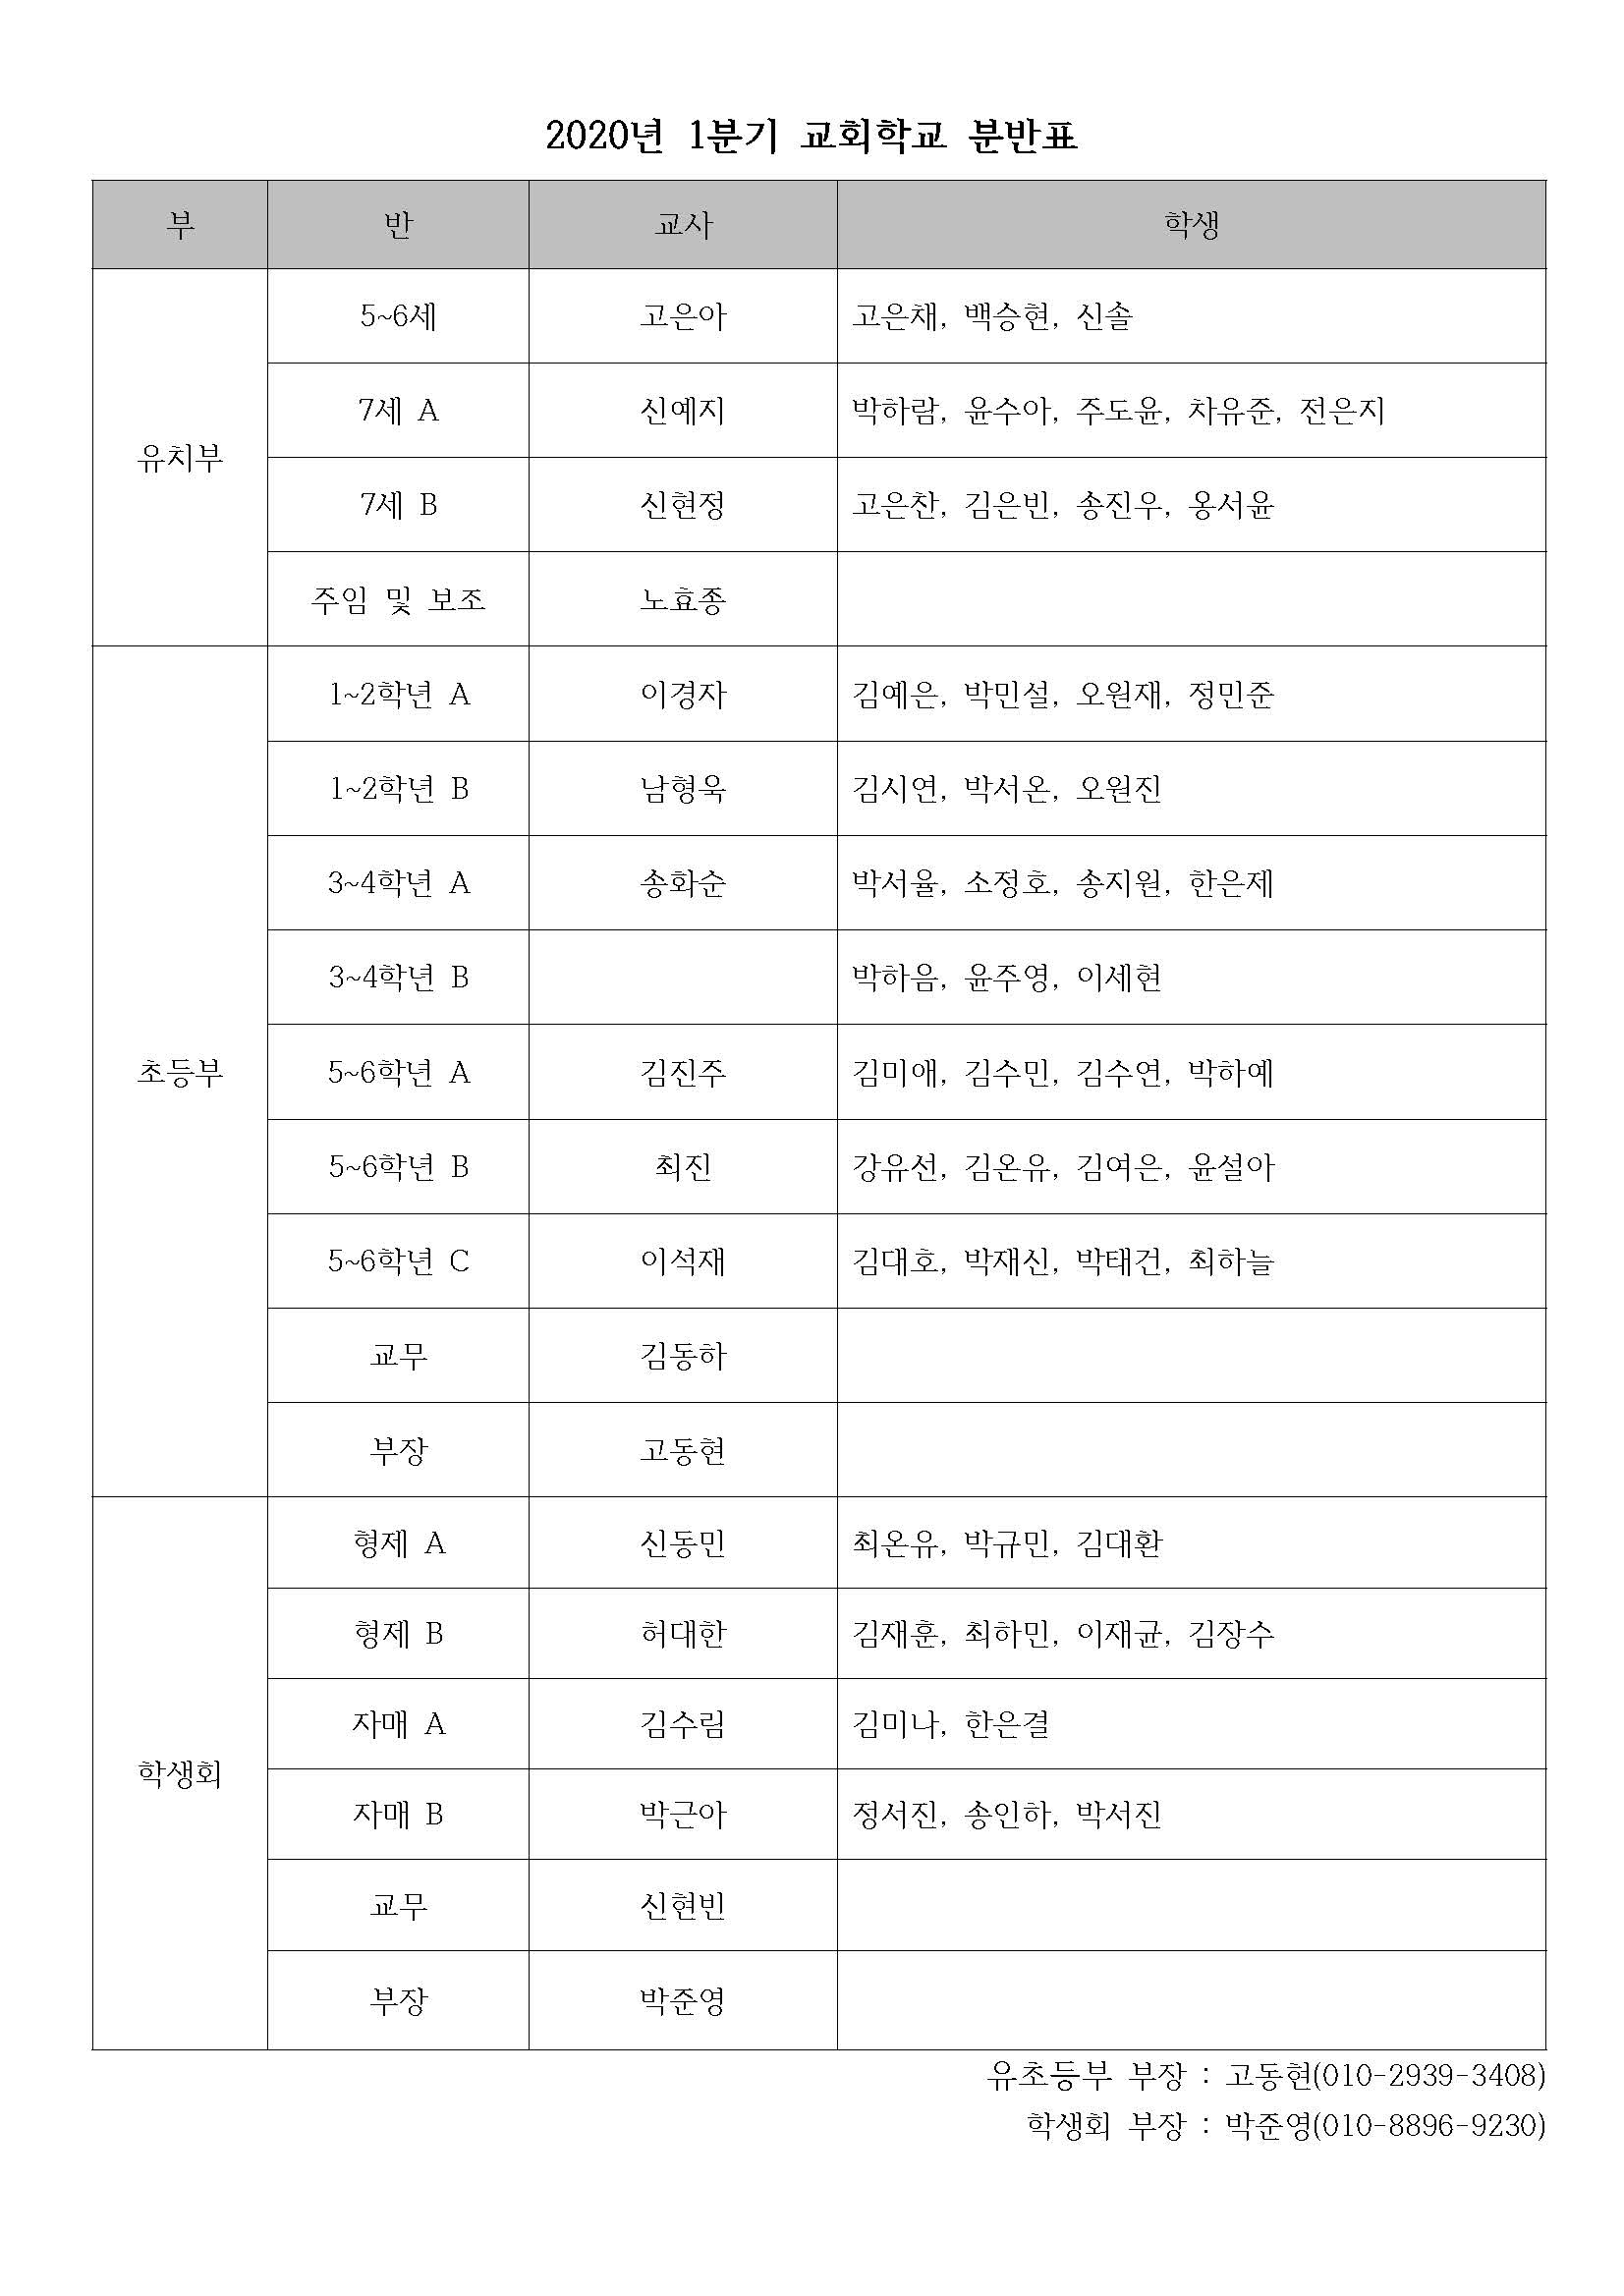 2020년 1분기 교회학교 분반표
부 반 교사 학생
유치부
5~6세 고은아 고은채, 백승현, 신솔
7세 A 신예지 박하람, 윤수아, 주도윤, 차유준, 전은지
7세 B 신현정 고은찬, 김은빈, 송진우, 옹서윤
주임 및 보조 노효종
초등부
1~2학년 A 이경자 김예은, 박민설, 오원재, 정민준
1~2학년 B 남형욱 김시연, 박서온, 오원진
3~4학년 A 송화순 박서율, 소정호, 송지원, 한은제
3~4학년 B 박하음, 윤주영, 이세현
5~6학년 A 김진주 김미애, 김수민, 김수연, 박하예
5~6학년 B 최진 강유선, 김온유, 김여은, 윤설아
5~6학년 C 이석재 김대호, 박재신, 박태건, 최하늘
교무 김동하
부장 고동현
학생회
형제 A 신동민 최온유, 박규민, 김대환
형제 B 허대한 김재훈, 최하민, 이재균, 김장수
자매 A 김수림 김미나, 한은결
자매 B 박근아 정서진, 송인하, 박서진
교무 신현빈
부장 박준영
유초등부 부장 : 고동현(010-2939-3408)
학생회 부장 : 박준영(010-8896-9230)